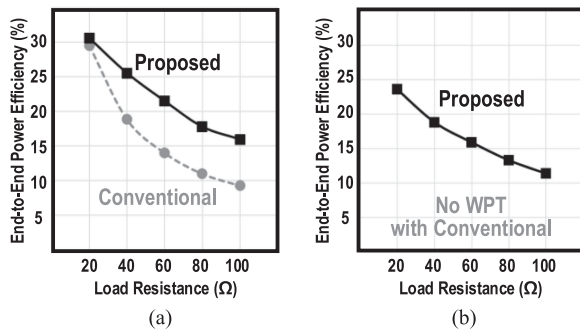 End-to-End Power Efficiency (%)
30
25
20
15
10
5
Proposed
Conventional
20 40 60 80 100
Load Resistance (Ω)
(a)
End-to-End Power Efficiency (%)
30
25
20
15
10
5
Proposed
No WPT
with Conventional
20 40 60 80 100
Load Resistance (Ω)
(b)